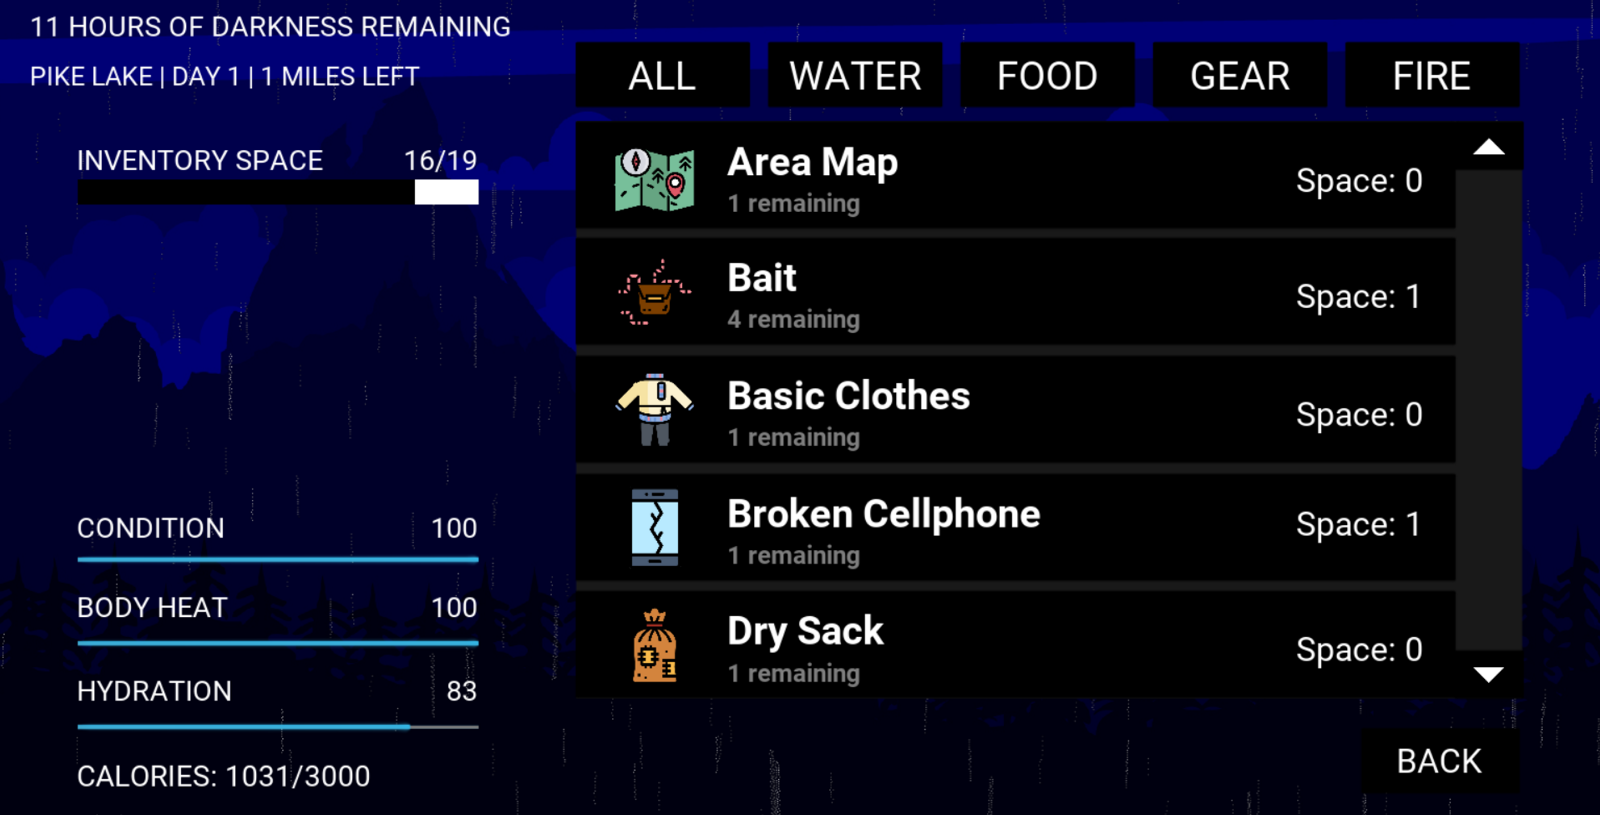 11 HOURS OF DARKNESS REMAINING
PIKE LAKE | DAY 1 | 1 MILES LEFT
INVENTORY SPACE 16/19
CONDITION 100
BODY HEAT 100
HYDRATION 83
CALORIES: 1031/3000
ALL WATER FOOD GEAR FIRE
Area Map
1 remaining
Space: 0
Bait
4 remaining
Space: 1
Basic Clothes
1 remaining
Space: 0
Broken Cellphone
1 remaining
Space: 1
Dry Sack
1 remaining
Space: 0
BACK